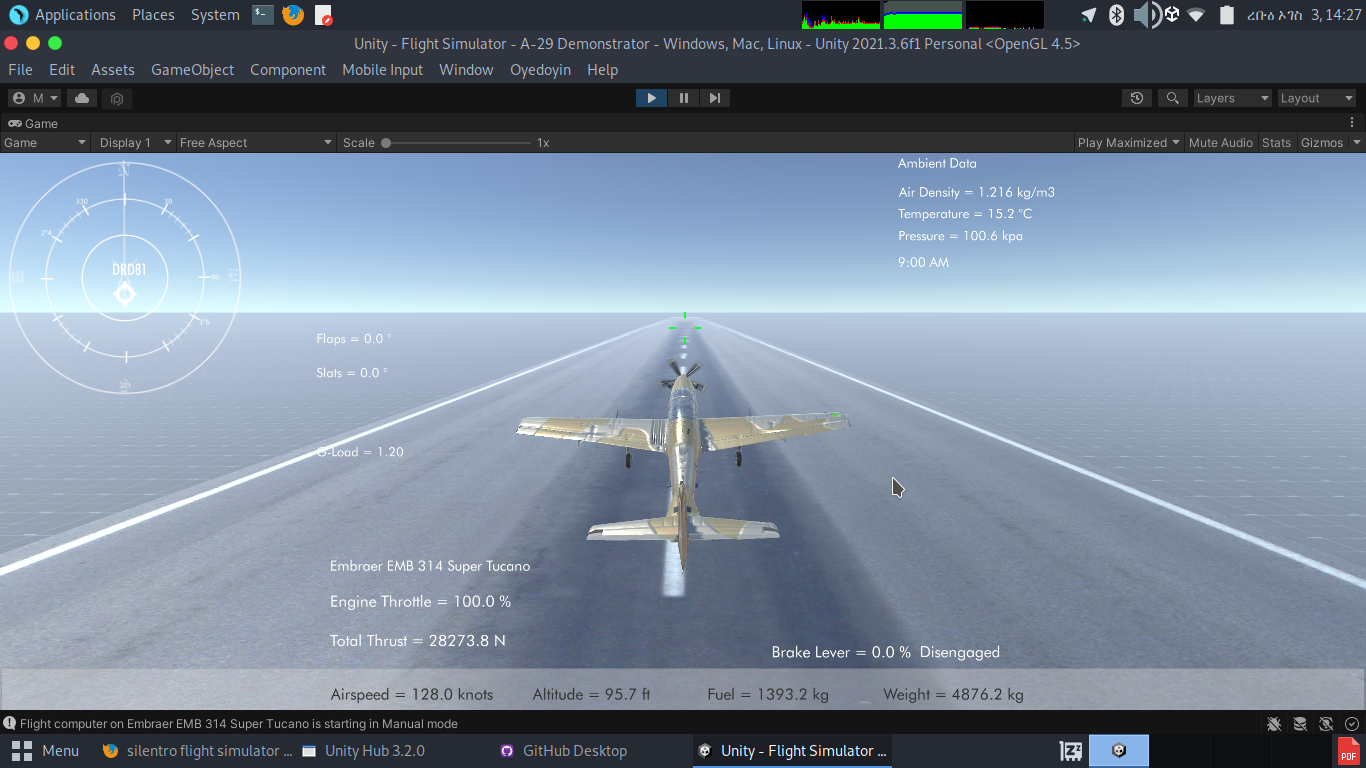 Applications Places System
ረቡዕ ኦገስ 3, 14:27
Unity - Flight Simulator - A-29 Demonstrator - Windows, Mac, Linux - Unity 2021.3.6f1 Personal <OpenGL 4.5>
File Edit Assets GameObject Component Mobile Input Window Oyedoyin Help
M
Layers Layout
Game
Game Display 1 Free Aspect Scale 1x Play Maximized Mute Audio Stats Gizmos
Ambient Data
Air Density = 1.216 kg/m3
Temperature = 15.2 °C
Pressure = 100.6 kpa
9:00 AM
330 30
DRD81
Flaps = 0.0 °
Slats = 0.0 °
G-Load = 1.20
Embraer EMB 314 Super Tucano
Engine Throttle = 100.0 %
Total Thrust = 28273.8 N
Brake Lever = 0.0 % Disengaged
Airspeed = 128.0 knots Altitude = 95.7 ft Fuel = 1393.2 kg Weight = 4876.2 kg
Flight computer on Embraer EMB 314 Super Tucano is starting in Manual mode
Menu silentro flight simulator ... Unity Hub 3.2.0 GitHub Desktop Unity - Flight Simulator ... PDF